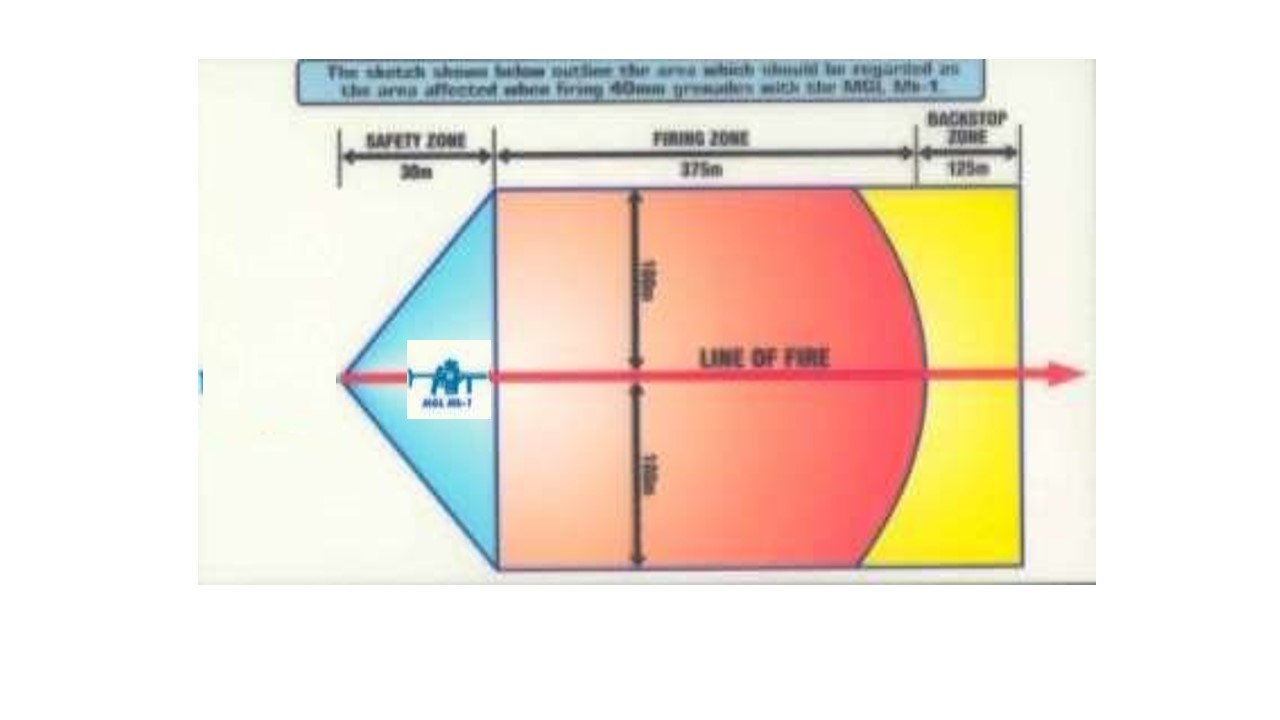 The sketch shown below outline the area which should be regarded as
the area affected when firing 40mm grenades with the MGL Mk-1.
BACKSTOP
SAFETY ZONE FIRING ZONE ZONE
30m 375m 125m
100m
LINE OF FIRE
MGL Mk-1
100m